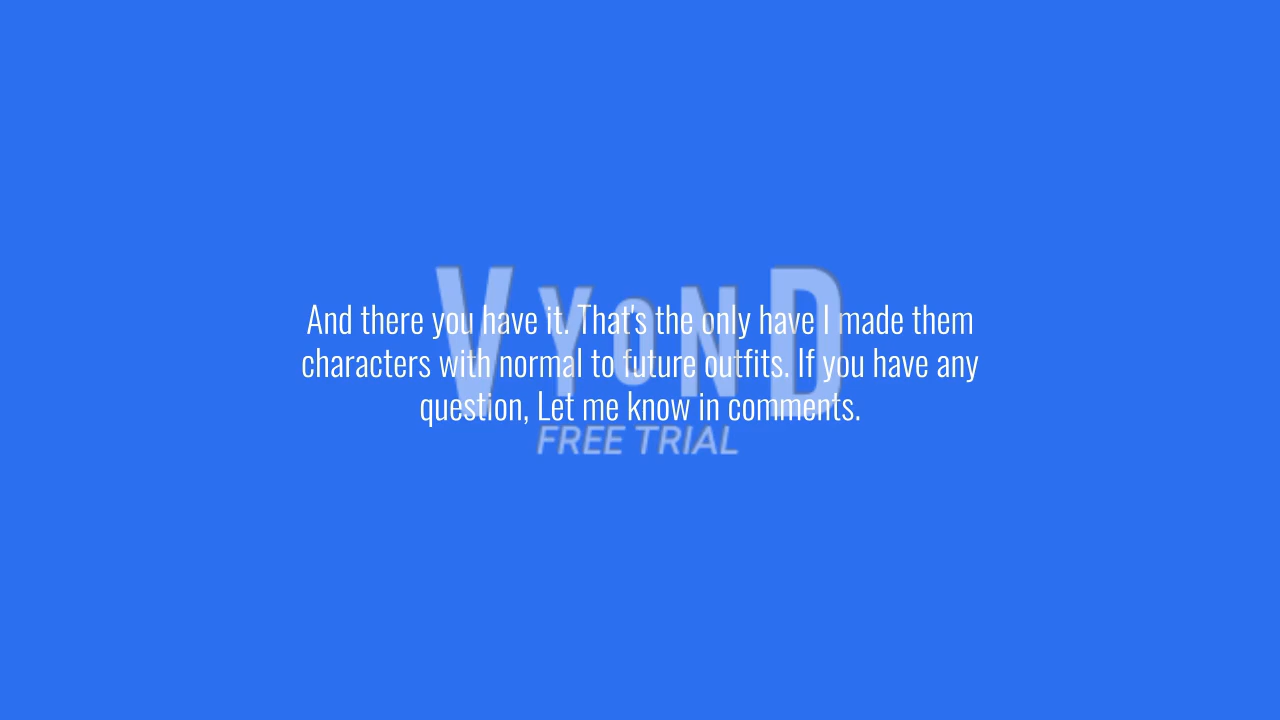 And there you have it. That's the only have I made them
characters with normal to future outfits. If you have any
question, Let me know in comments.
VYOND
FREE TRIAL